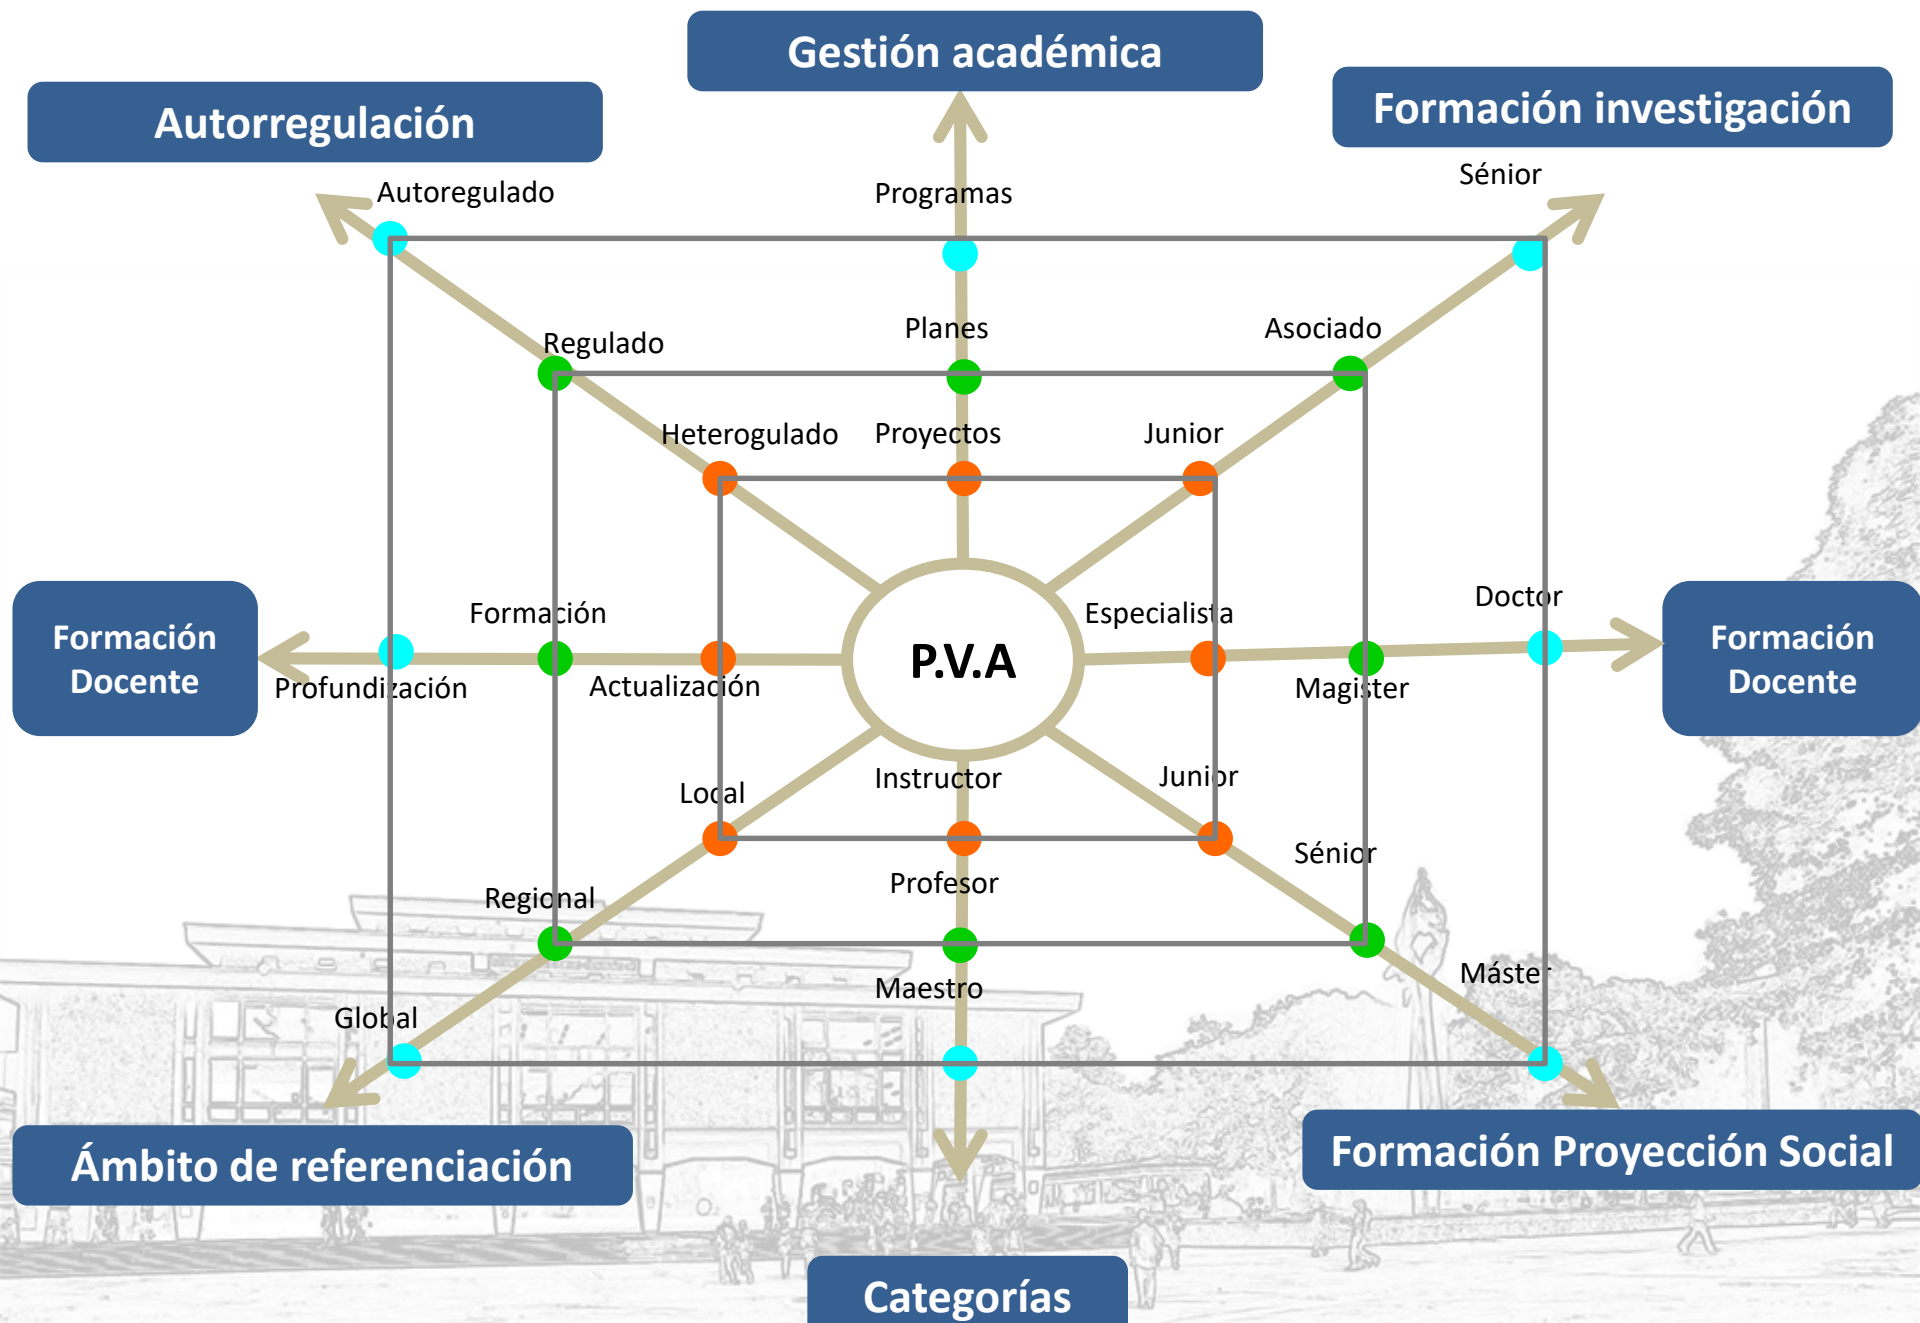 Gestión académica
Autorregulación
Formación investigación
Autoregulado
Programas
Sénior
Regulado
Planes
Asociado
Heterogulado
Proyectos
Junior
Formación
Docente
Profundización
Formación
Actualización
P.V.A
Especialista
Magister
Doctor
Formación
Docente
Local
Instructor
Junior
Regional
Profesor
Sénior
Global
Maestro
Máster
Ámbito de referenciación
Formación Proyección Social
Categorías